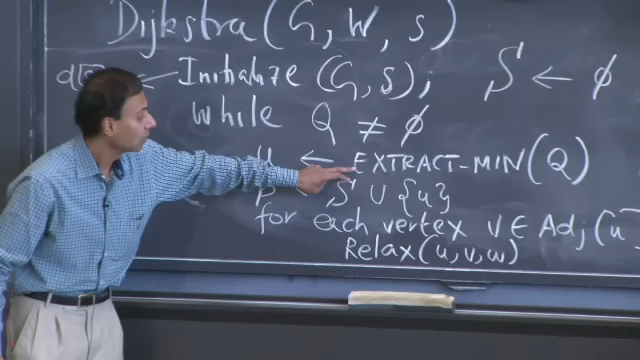 Dijkstra (G, W, s)
Initialize (G, S); S ← ∅
while Q ≠ ∅
u ← EXTRACT-MIN(Q)
← S ∪ {u}
for each vertex v ∈ Adj(u
Relax(u, v, w)